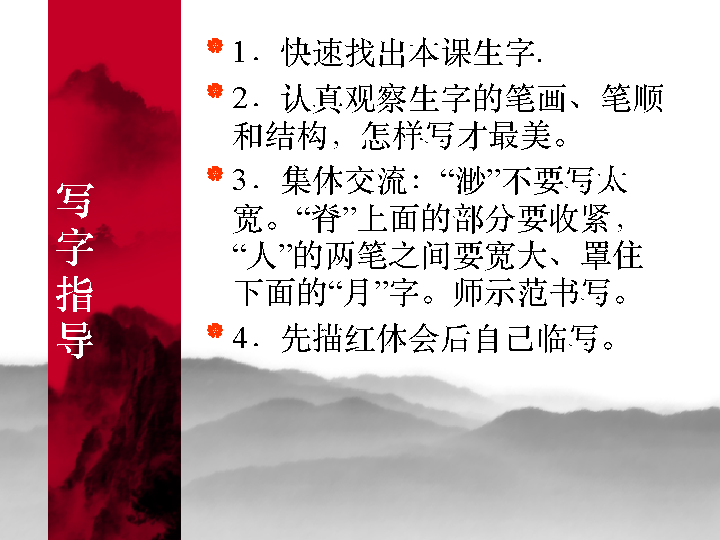 写字指导
1．快速找出本课生字.
2．认真观察生字的笔画、笔顺
和结构，怎样写才最美。
3．集休交流：“渺”不要写太
宽。“脊”上面的部分要收紧，
“人”的两笔之间要宽大、罩住
下面的“月”字。师示范书写。
4．先描红休会后自己临写。